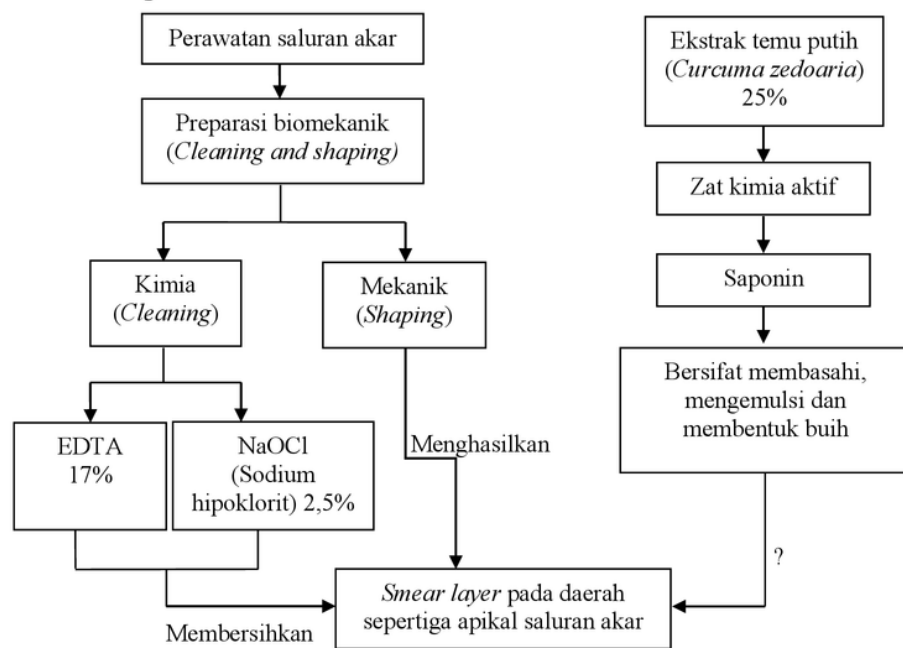 Perawatan saluran akar
Preparasi biomekanik
(Cleaning and shaping)
Kimia
(Cleaning)
Mekanik
(Shaping)
EDTA
17%
NaOCl
(Sodium
hipoklorit) 2,5%
Menghasilkan
Membersihkan
Ekstrak temu putih
(Curcuma zedoaria)
25%
Zat kimia aktif
Saponin
Bersifat membasahi,
mengemulsi dan
membentuk buih
?
Smear layer pada daerah
sepertiga apikal saluran akar